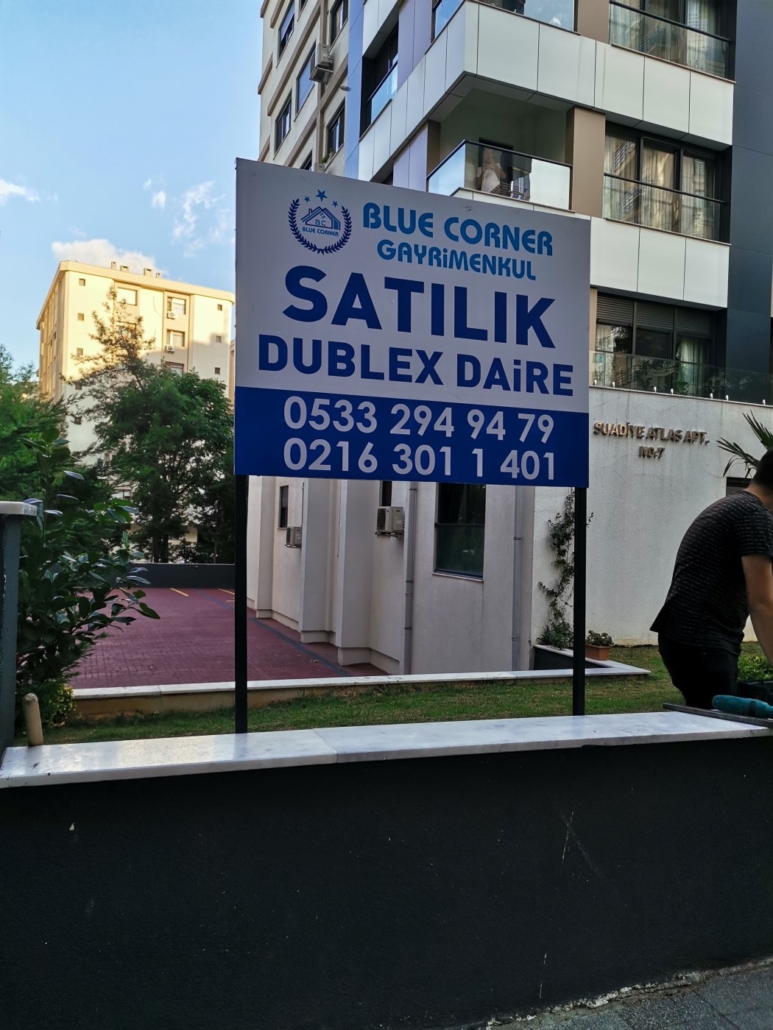 BC
BLUE CORNER
BLUE CORNER
GAYRiMENKUL
SATILIK
DUBLEX DAiRE
0533 294 94 79
0216 301 1 401
SUADİYE ATLAS APT.
NO:7